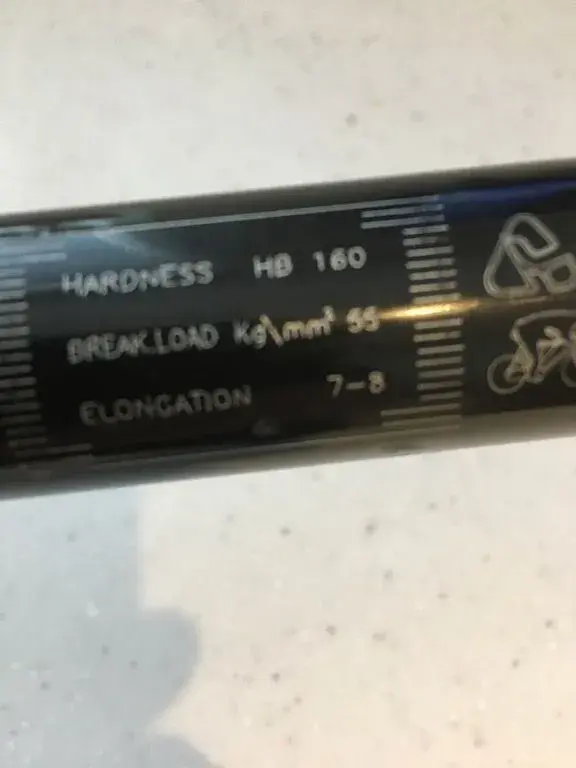 HARDNESS HB 160
BREAK.LOAD Kg\mm² 55
ELONGATION 7-8